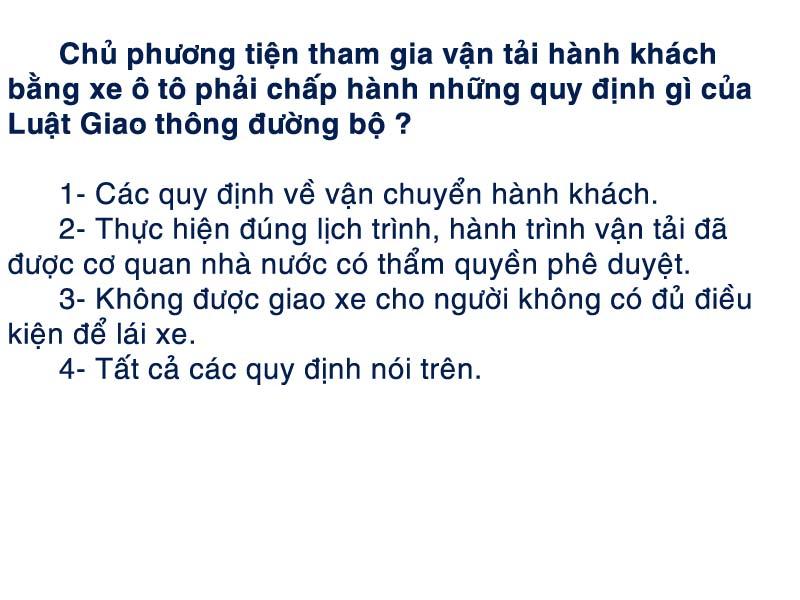 Chủ phương tiện tham gia vận tải hành khách
bằng xe ô tô phải chấp hành những quy định gì của
Luật Giao thông đường bộ ?
1- Các quy định về vận chuyển hành khách.
2- Thực hiện đúng lịch trình, hành trình vận tải đã
được cơ quan nhà nước có thẩm quyền phê duyệt.
3- Không được giao xe cho người không có đủ điều
kiện để lái xe.
4- Tất cả các quy định nói trên.